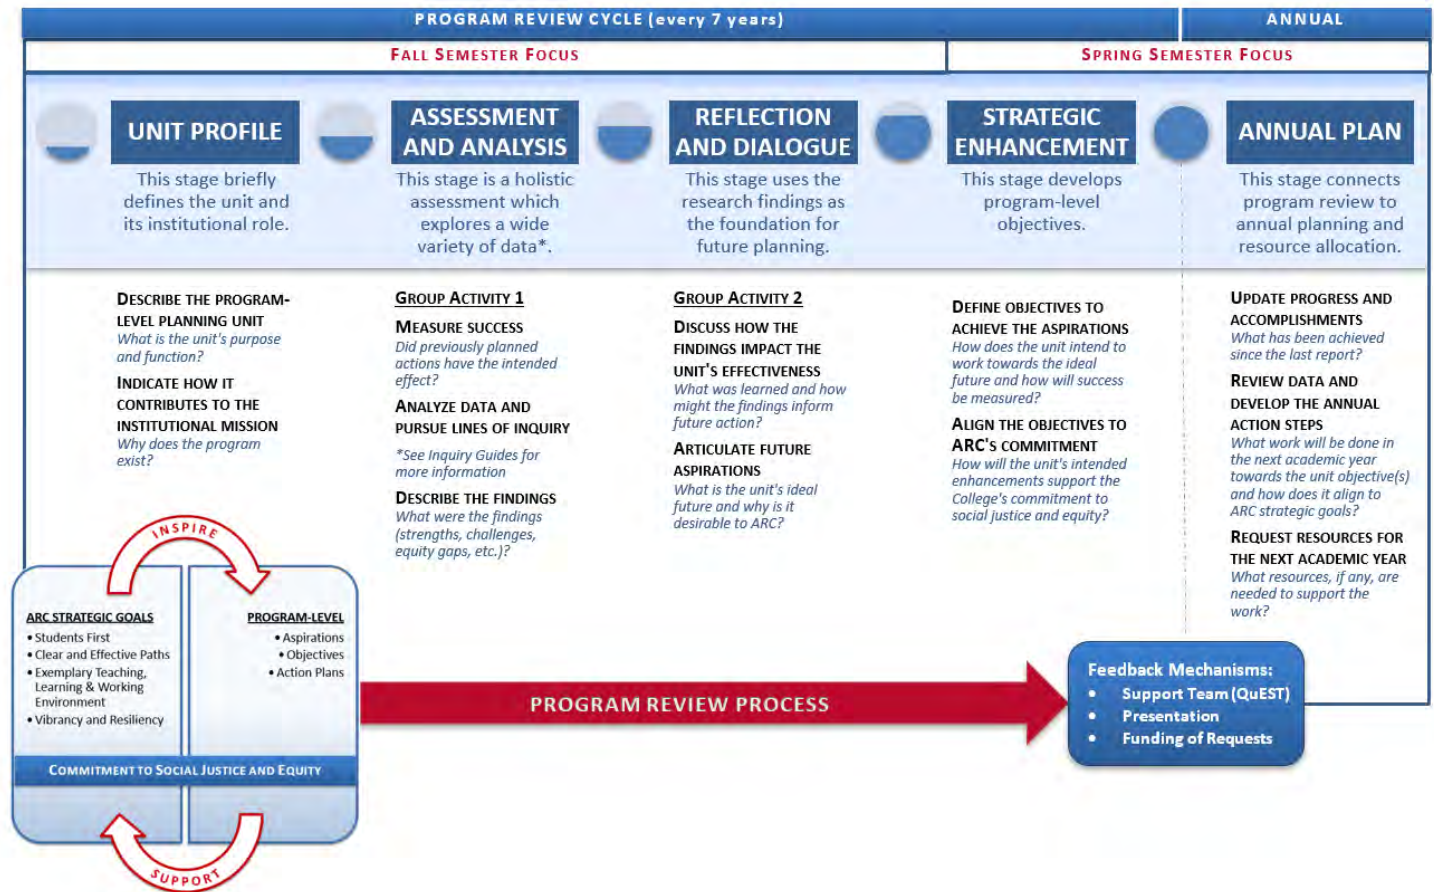 PROGRAM REVIEW CYCLE (every 7 years)
ANNUAL
FALL SEMESTER FOCUS
SPRING SEMESTER FOCUS
UNIT PROFILE
This stage briefly
defines the unit and
its institutional role.
DESCRIBE THE PROGRAM-
LEVEL PLANNING UNIT
What is the unit's purpose
and function?
INDICATE HOW IT
CONTRIBUTES TO THE
INSTITUTIONAL MISSION
Why does the program
exist?
ASSESSMENT
AND ANALYSIS
This stage is a holistic
assessment which
explores a wide
variety of data*.
GROUP ACTIVITY 1
MEASURE SUCCESS
Did previously planned
actions have the intended
effect?
ANALYZE DATA AND
PURSUE LINES OF INQUIRY
*See Inquiry Guides for
more information
DESCRIBE THE FINDINGS
What were the findings
(strengths, challenges,
equity gaps, etc.)?
REFLECTION
AND DIALOGUE
This stage uses the
research findings as
the foundation for
future planning.
GROUP ACTIVITY 2
DISCUSS HOW THE
FINDINGS IMPACT THE
UNIT'S EFFECTIVENESS
What was learned and how
might the findings inform
future action?
ARTICULATE FUTURE
ASPIRATIONS
What is the unit's ideal
future and why is it
desirable to ARC?
STRATEGIC
ENHANCEMENT
This stage develops
program-level
objectives.
DEFINE OBJECTIVES TO
ACHIEVE THE ASPIRATIONS
How does the unit intend to
work towards the ideal
future and how will success
be measured?
ALIGN THE OBJECTIVES TO
ARC'S COMMITMENT
How will the unit's intended
enhancements support the
College's commitment to
social justice and equity?
ANNUAL PLAN
This stage connects
program review to
annual planning and
resource allocation.
UPDATE PROGRESS AND
ACCOMPLISHMENTS
What has been achieved
since the last report?
REVIEW DATA AND
DEVELOP THE ANNUAL
ACTION STEPS
What work will be done in
the next academic year
towards the unit objective(s)
and how does it align to
ARC strategic goals?
REQUEST RESOURCES FOR
THE NEXT ACADEMIC YEAR
What resources, if any, are
needed to support the
work?
INSPIRE
ARC STRATEGIC GOALS
• Students First
• Clear and Effective Paths
• Exemplary Teaching,
Learning & Working
Environment
• Vibrancy and Resiliency
PROGRAM-LEVEL
• Aspirations
• Objectives
• Action Plans
COMMITMENT TO SOCIAL JUSTICE AND EQUITY
SUPPORT
PROGRAM REVIEW PROCESS
Feedback Mechanisms:
• Support Team (QuEST)
• Presentation
• Funding of Requests